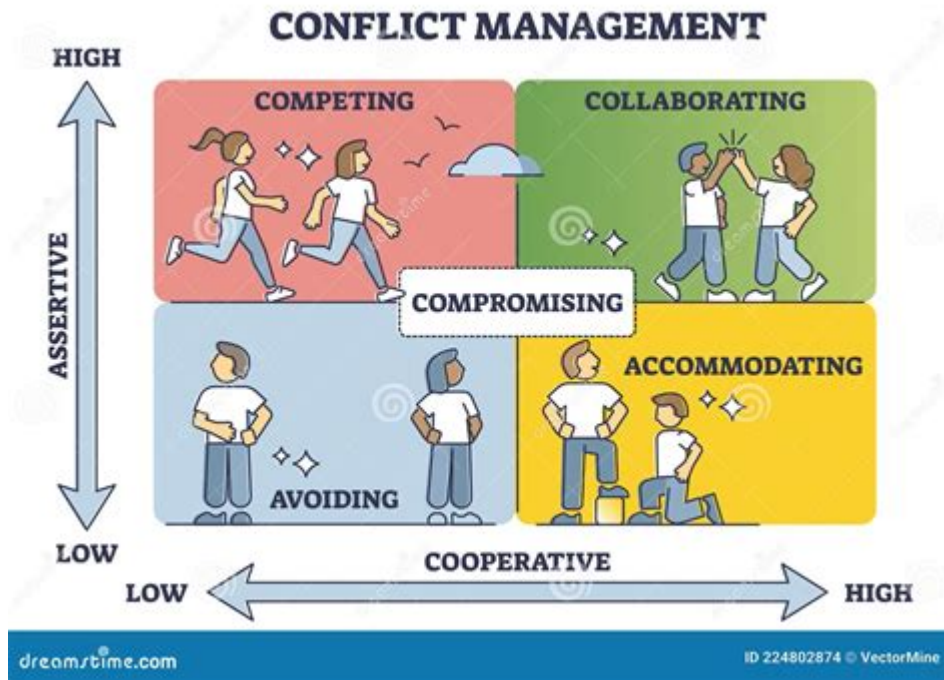 CONFLICT MANAGEMENT
HIGH
COMPETING
COLLABORATING
ASSERTIVE
COMPROMISING
ACCOMMODATING
AVOIDING
LOW
COOPERATIVE
LOW
HIGH
dreamstime.com
ID 224802874 © VectorMine